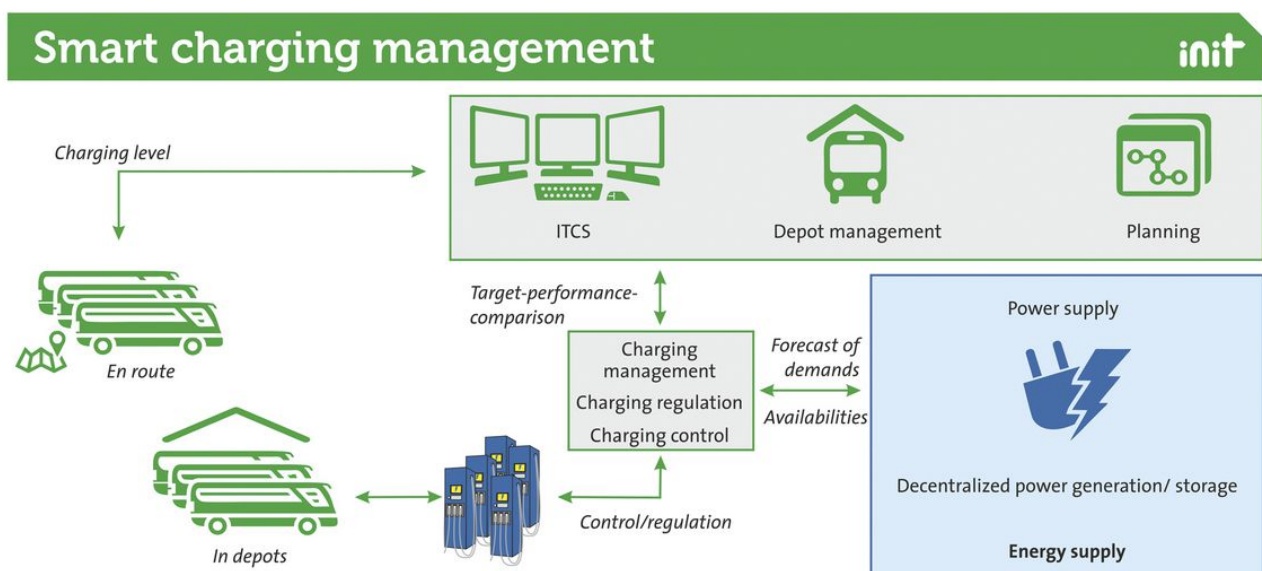 Smart charging management
init
Charging level
ITCS
Depot management
Planning
En route
Target-performance-
comparison
Charging
management
Charging regulation
Charging control
Forecast of
demands
Availabilities
Power supply
Decentralized power generation/ storage
Energy supply
In depots
Control/regulation